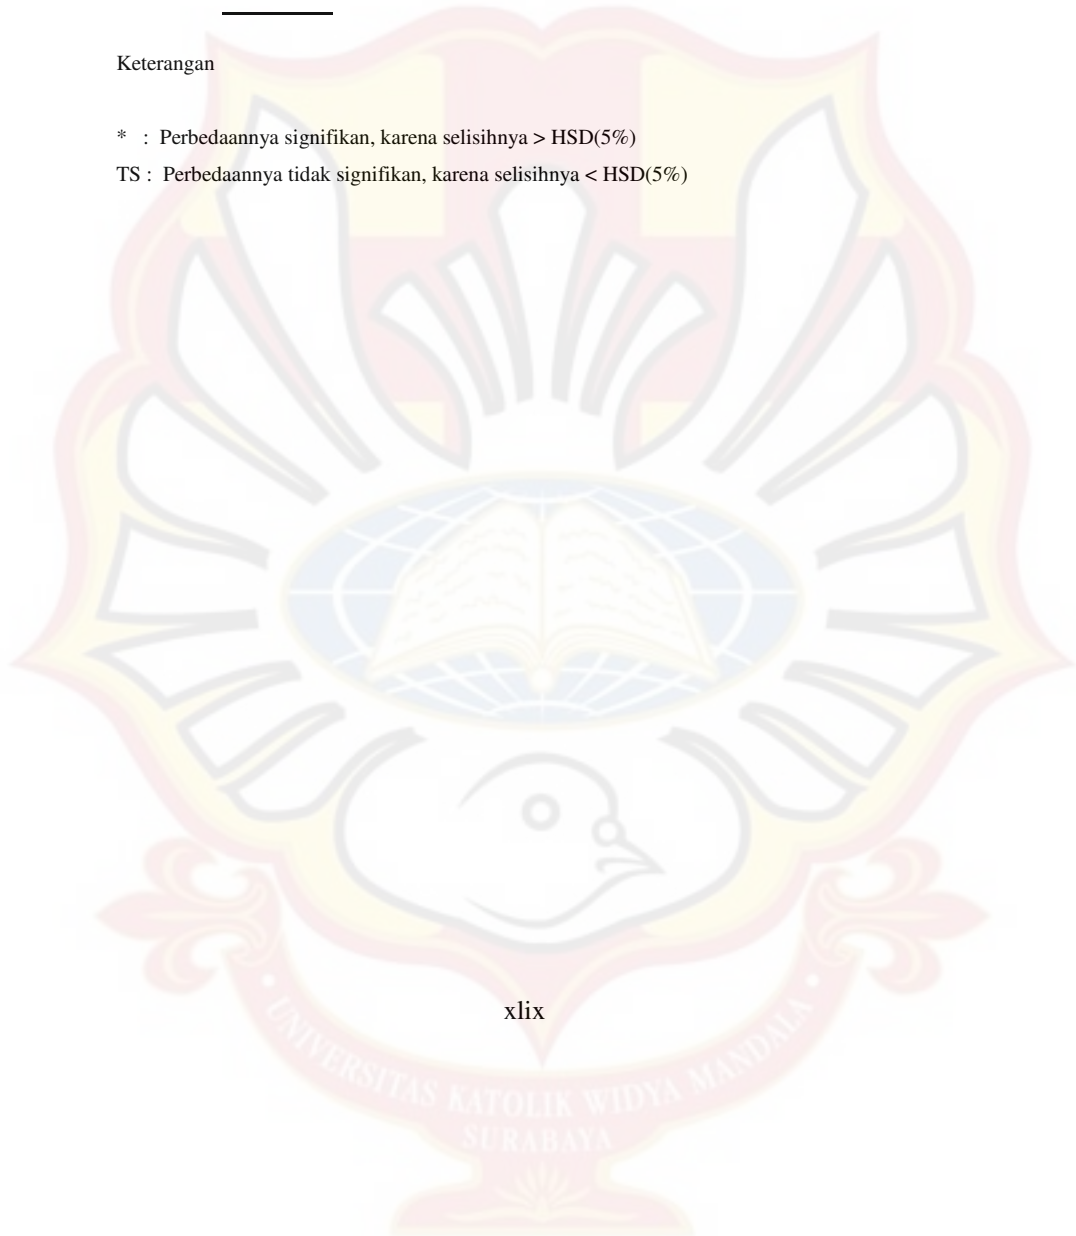 Keterangan
* : Perbedaannya signifikan, karena selisihnya > HSD(5%)
TS : Perbedaannya tidak signifikan, karena selisihnya < HSD(5%)
xlix
UNIVERSITAS KATOLIK WIDYA MANDALA
SURABAYA